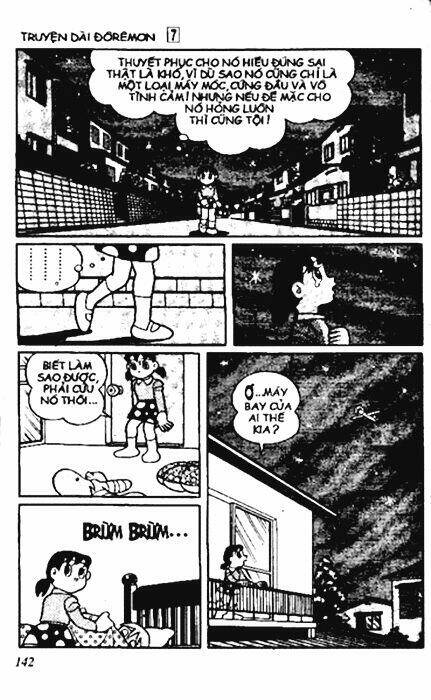 TRUYỆN DÀI ĐÔRÊMON 7
THUYẾT PHỤC CHO NÓ HIỂU ĐÚNG SAI
THẬT LÀ KHÓ, VÌ DÙ SAO NÓ CŨNG CHỈ LÀ
MỘT LOẠI MÁY MÓC, CỨNG ĐẦU VÀ VÔ
TÌNH CẢM! NHƯNG NẾU ĐỂ MẶC CHO
NÓ HỎNG LUÔN
THÌ CŨNG TỘI!
BIẾT LÀM
SAO ĐƯỢC,
PHẢI CỨU
NÓ THÔI...
Ơ...MÁY
BAY CỦA
AI THẾ
KIA?
BRÙM BRÙM...
142